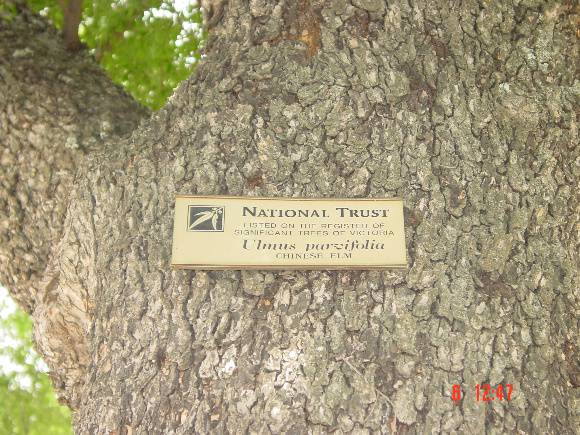 NATIONAL TRUST
LISTED ON THE REGISTER OF
SIGNIFICANT TREES OF VICTORIA
Ulmus parvifolia
CHINESE ELM
6 12:47